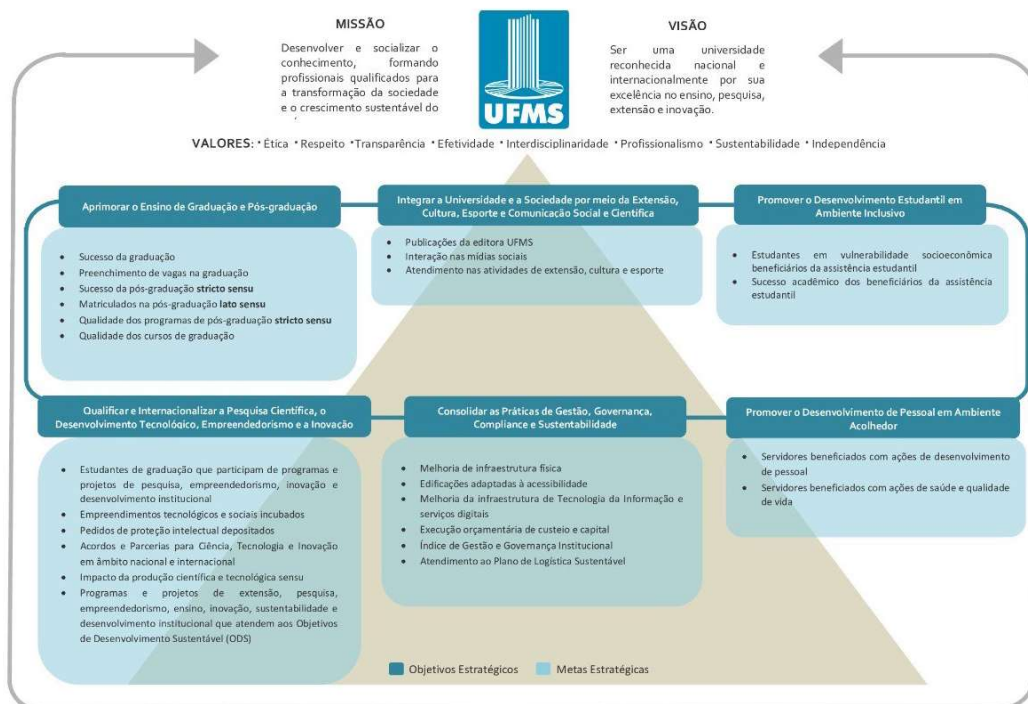 MISSÃO
Desenvolver e socializar o
conhecimento, formando
profissionais qualificados para
a transformação da sociedade
e o crescimento sustentável do
UFMS
VISÃO
Ser uma universidade
reconhecida nacional e
internacionalmente por sua
excelência no ensino, pesquisa,
extensão e inovação.
VALORES: • Ética • Respeito • Transparência • Efetividade • Interdisciplinaridade • Profissionalismo • Sustentabilidade • Independência
Aprimorar o Ensino de Graduação e Pós-graduação
• Sucesso da graduação
• Preenchimento de vagas na graduação
• Sucesso da pós-graduação stricto sensu
• Matriculados na pós-graduação lato sensu
• Qualidade dos programas de pós-graduação stricto sensu
• Qualidade dos cursos de graduação
Integrar a Universidade e a Sociedade por meio da Extensão,
Cultura, Esporte e Comunicação Social e Científica
• Publicações da editora UFMS
• Interação nas mídias sociais
• Atendimento nas atividades de extensão, cultura e esporte
Promover o Desenvolvimento Estudantil em
Ambiente Inclusivo
• Estudantes em vulnerabilidade socioeconômica
beneficiários da assistência estudantil
• Sucesso acadêmico dos beneficiários da assistência
estudantil
Qualificar e Internacionalizar a Pesquisa Científica, o
Desenvolvimento Tecnológico, Empreendedorismo e a Inovação
• Estudantes de graduação que participam de programas e
projetos de pesquisa, empreendedorismo, inovação e
desenvolvimento institucional
• Empreendimentos tecnológicos e sociais incubados
• Pedidos de proteção intelectual depositados
• Acordos e Parcerias para Ciência, Tecnologia e Inovação
em âmbito nacional e internacional
• Impacto da produção científica e tecnológica sensu
• Programas e projetos de extensão, pesquisa,
empreendedorismo, ensino, inovação, sustentabilidade e
desenvolvimento institucional que atendem aos Objetivos
de Desenvolvimento Sustentável (ODS)
Consolidar as Práticas de Gestão, Governança,
Compliance e Sustentabilidade
• Melhoria de infraestrutura física
• Edificações adaptadas à acessibilidade
• Melhoria da infraestrutura de Tecnologia da Informação e
serviços digitais
• Execução orçamentária de custeio e capital
• Índice de Gestão e Governança Institucional
• Atendimento ao Plano de Logística Sustentável
Promover o Desenvolvimento de Pessoal em Ambiente
Acolhedor
• Servidores beneficiados com ações de desenvolvimento
de pessoal
• Servidores beneficiados com ações de saúde e qualidade
de vida
Objetivos Estratégicos
Metas Estratégicas